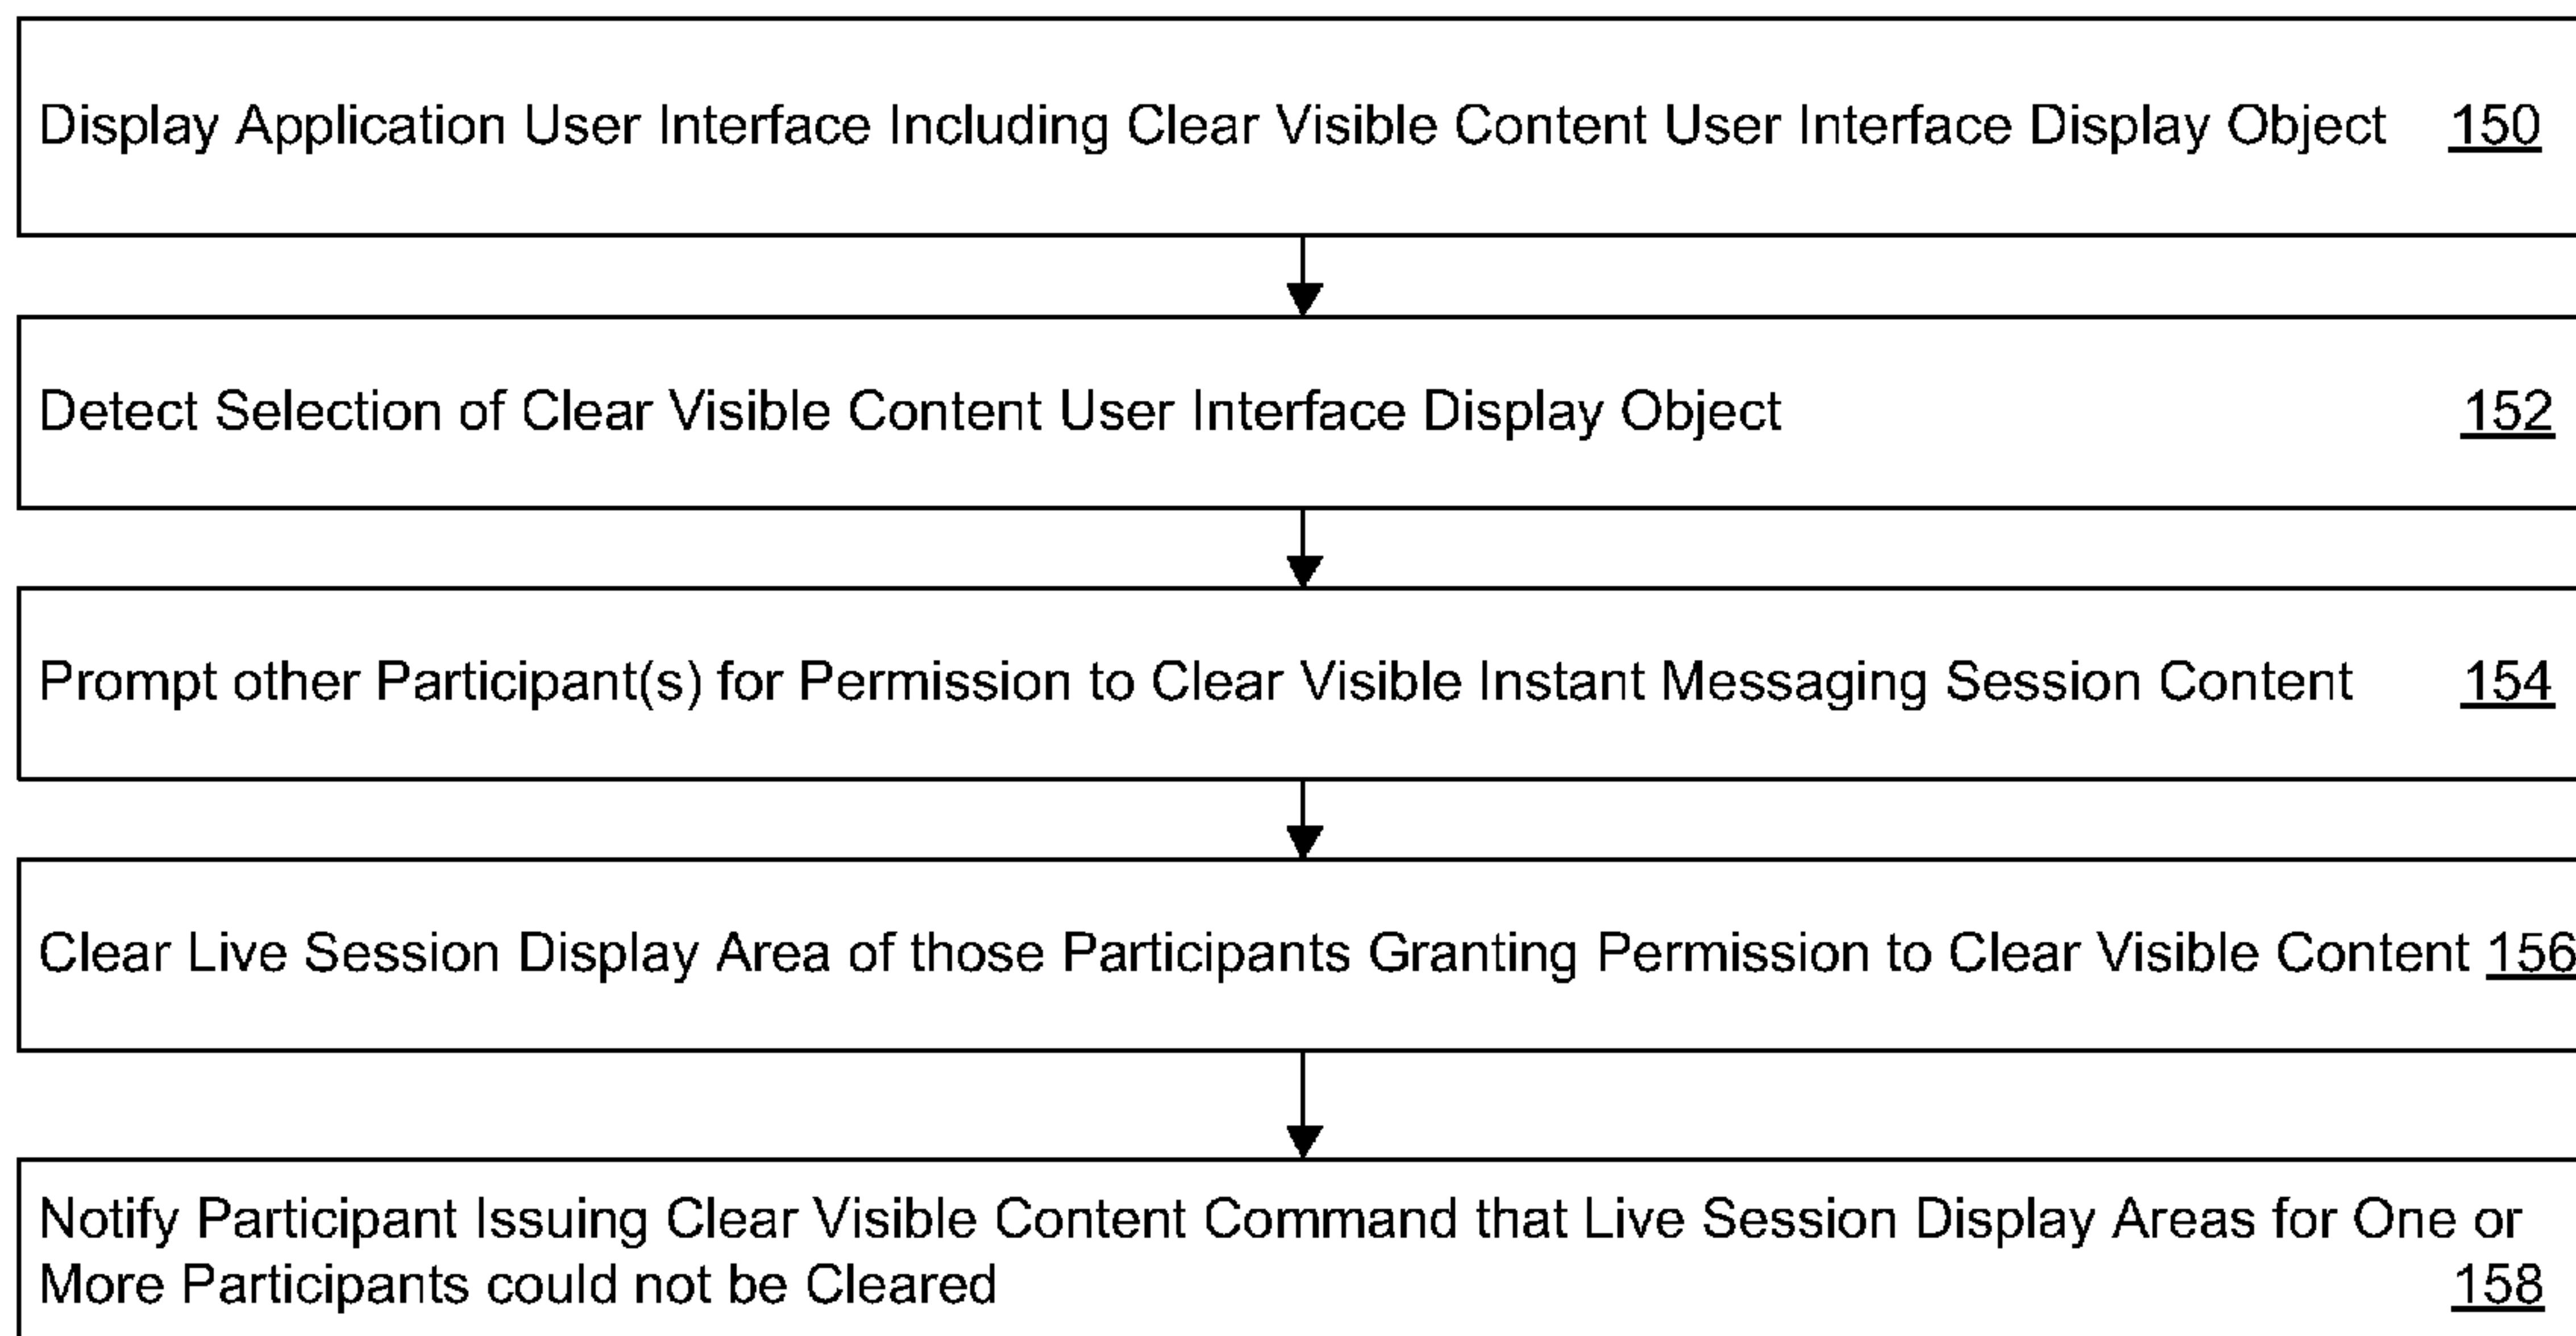 Display Application User Interface Including Clear Visible Content User Interface Display Object 150
Detect Selection of Clear Visible Content User Interface Display Object 152
Prompt other Participant(s) for Permission to Clear Visible Instant Messaging Session Content 154
Clear Live Session Display Area of those Participants Granting Permission to Clear Visible Content 156
Notify Participant Issuing Clear Visible Content Command that Live Session Display Areas for One or
More Participants could not be Cleared 158